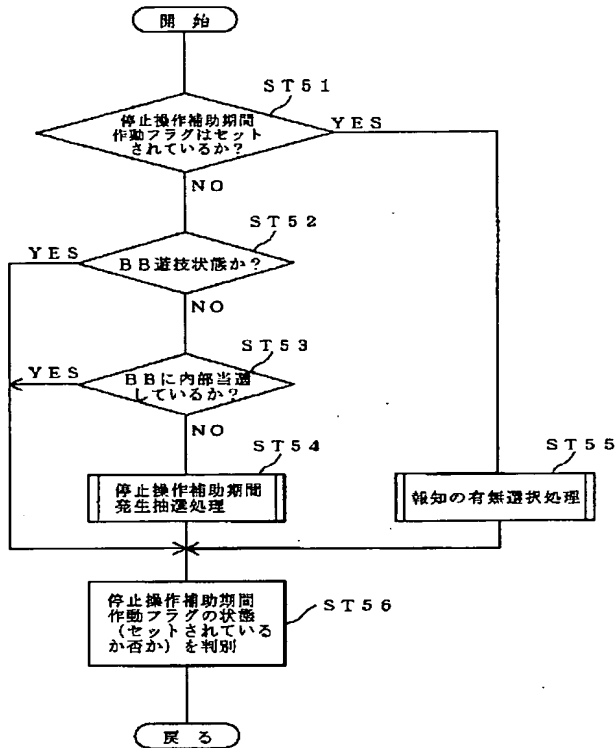 開 始
ST51
停止操作補助期間
作動フラグはセット
されているか?
YES
NO
ST52
YES
BB遊技状態か?
NO
ST53
YES
BBに内部当選
しているか?
NO
ST54
停止操作補助期間
発生抽選処理
ST55
報知の有無選択処理
停止操作補助期間
作動フラグの状態
(セットされている
か否か)を判別
ST56
戻 る